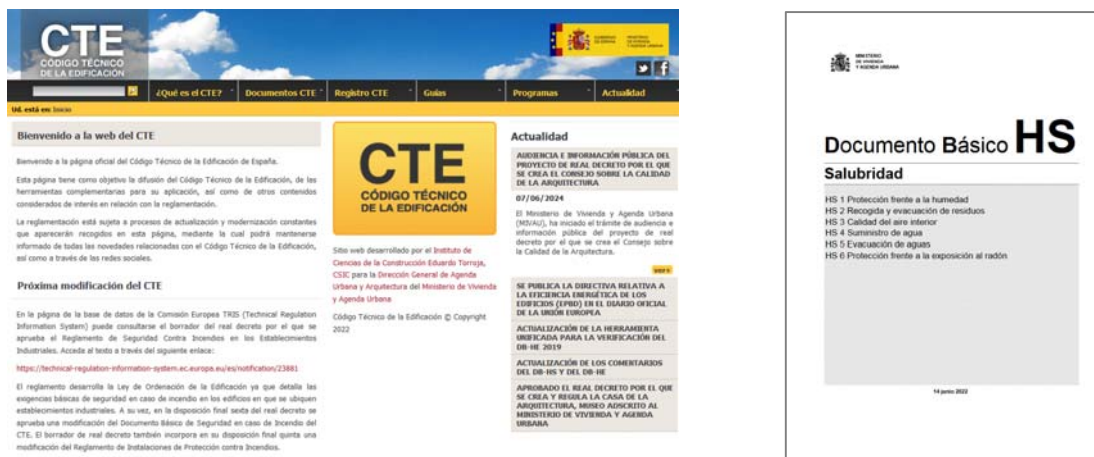 CTE
CÓDIGO TÉCNICO
DE LA EDIFICACIÓN
GOBIERNO
DE ESPAÑA
MINISTERIO
DE VIVIENDA
Y AGENDA URBANA
¿Qué es el CTE?
Documentos CTE
Registro CTE
Guías
Programas
Actualidad
Ud. está en: Inicio
Bienvenido a la web del CTE
Bienvenido a la página oficial del Código Técnico de la Edificación de España.
Esta página tiene como objetivo la difusión del Código Técnico de la Edificación, de las
herramientas complementarias para su aplicación, así como de otros contenidos
considerados de interés en relación con la reglamentación.
La reglamentación está sujeta a procesos de actualización y modernización constantes
que aparecerán recogidos en esta página, mediante la cual podrá mantenerse
informado de todas las novedades relacionadas con el Código Técnico de la Edificación,
así como a través de las redes sociales.
Próxima modificación del CTE
En la página de la base de datos de la Comisión Europea TRIS (Technical Regulation
Information System) puede consultarse el borrador del real decreto por el que se
aprueba el Reglamento de Seguridad Contra Incendios en los Establecimientos
Industriales. Acceda al texto a través del siguiente enlace:
https://technical-regulation-information-system.ec.europa.eu/es/notification/23881
El reglamento desarrolla la Ley de Ordenación de la Edificación ya que detalla las
exigencias básicas de seguridad en caso de incendio en los edificios en que se ubiquen
establecimientos industriales. A su vez, en la disposición final sexta del real decreto se
aprueba una modificación del Documento Básico de Seguridad en caso de Incendio del
CTE. El borrador de real decreto también incorpora en su disposición final quinta una
modificación del Reglamento de Instalaciones de Protección contra Incendios.
CTE
CÓDIGO TÉCNICO
DE LA EDIFICACIÓN
Sitio web desarrollado por el Instituto de
Ciencias de la Construcción Eduardo Torroja,
CSIC para la Dirección General de Agenda
Urbana y Arquitectura del Ministerio de Vivienda
y Agenda Urbana
Código Técnico de la Edificación © Copyright
2022
Actualidad
AUDIENCIA E INFORMACIÓN PÚBLICA DEL
PROYECTO DE REAL DECRETO POR EL QUE
SE CREA EL CONSEJO SOBRE LA CALIDAD
DE LA ARQUITECTURA
07/06/2024
El Ministerio de Vivienda y Agenda Urbana
(MIVAU), ha iniciado el trámite de audiencia e
información pública del proyecto de real
decreto por el que se crea el Consejo sobre
la Calidad de la Arquitectura.
SE PUBLICA LA DIRECTIVA RELATIVA A
LA EFICIENCIA ENERGÉTICA DE LOS
EDIFICIOS (EPBD) EN EL DIARIO OFICIAL
DE LA UNIÓN EUROPEA
ACTUALIZACIÓN DE LA HERRAMIENTA
UNIFICADA PARA LA VERIFICACIÓN DEL
DB-HE 2019
ACTUALIZACIÓN DE LOS COMENTARIOS
DEL DB-HS Y DEL DB-HE
APROBADO EL REAL DECRETO POR EL QUE
SE CREA Y REGULA LA CASA DE LA
ARQUITECTURA, MUSEO ADSCRITO AL
MINISTERIO DE VIVIENDA Y AGENDA
URBANA
MINISTERIO
DE VIVIENDA
Y AGENDA URBANA
Documento Básico HS
Salubridad
HS 1 Protección frente a la humedad
HS 2 Recogida y evacuación de residuos
HS 3 Calidad del aire interior
HS 4 Suministro de agua
HS 5 Evacuación de aguas
HS 6 Protección frente a la exposición al radón
14 junio 2022